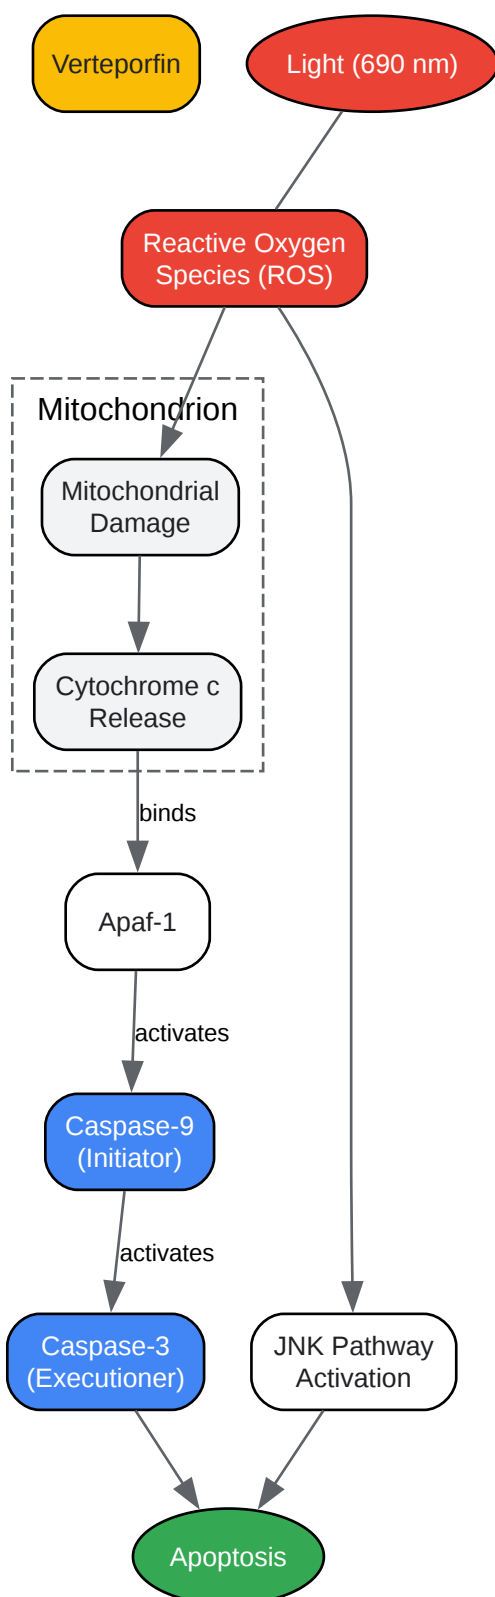 Verteporfin
Light (690 nm)
Reactive Oxygen
Species (ROS)
Mitochondrion
Mitochondrial
Damage
Cytochrome c
Release
binds
Apaf-1
activates
Caspase-9
(Initiator)
activates
Caspase-3
(Executioner)
JNK Pathway
Activation
Apoptosis